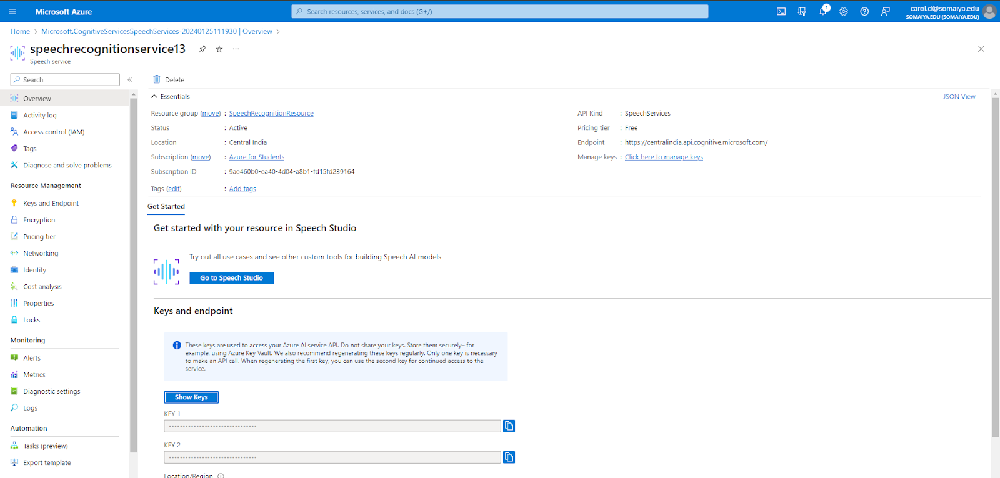 Microsoft Azure
Search resources, services, and docs (G+/)
1
carol.d@somaiya.edu
SOMAIYA.EDU (SOMAIYA.EDU)
Home > Microsoft.CognitiveServicesSpeechServices-20240125111930 | Overview >
speechrecognitionservice13
Speech service
Search
Overview
Activity log
Access control (IAM)
Tags
Diagnose and solve problems
Resource Management
Keys and Endpoint
Encryption
Pricing tier
Networking
Identity
Cost analysis
Properties
Locks
Monitoring
Alerts
Metrics
Diagnostic settings
Logs
Automation
Tasks (preview)
Export template
Delete
Essentials
JSON View
Resource group (move) : SpeechRecognitionResource
Status : Active
Location : Central India
Subscription (move) : Azure for Students
Subscription ID : 9ae460b0-ea40-4d04-a8b1-fd15fd239164
Tags (edit) : Add tags
API Kind : SpeechServices
Pricing tier : Free
Endpoint : https://centralindia.api.cognitive.microsoft.com/
Manage keys : Click here to manage keys
Get Started
Get started with your resource in Speech Studio
Try out all use cases and see other custom tools for building Speech AI models
Go to Speech Studio
Keys and endpoint
These keys are used to access your Azure AI service API. Do not share your keys. Store them securely– for
example, using Azure Key Vault. We also recommend regenerating these keys regularly. Only one key is necessary
to make an API call. When regenerating the first key, you can use the second key for continued access to the
service.
Show Keys
KEY 1
KEY 2
Location/Region